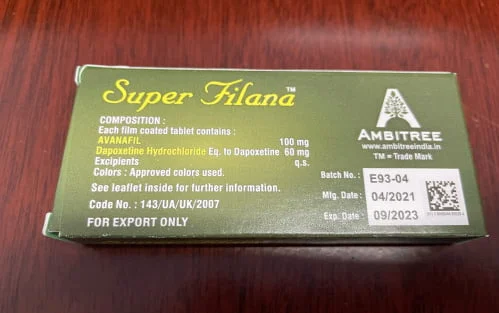 Super Filana™
COMPOSITION :
Each film coated tablet contains :
AVANAFIL 100 mg
Dapoxetine Hydrochloride Eq. to Dapoxetine 60 mg
Excipients q.s.
Colors : Approved colors used.
See leaflet inside for further information.
Code No. : 143/UA/UK/2007
FOR EXPORT ONLY
A
AMBITREE
www.ambitreeindia.in
TM = Trade Mark
Batch No. : E93-04
Mfg. Date : 04/2021
Exp. Date : 09/2023